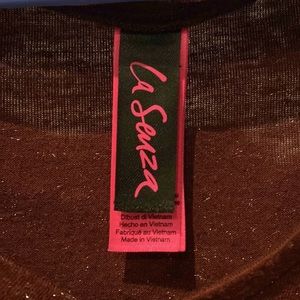 La Senza
Dibuat di Vietnam
Hecho en Vietnam
Fabriqué au Vietnam
Made in Vietnam